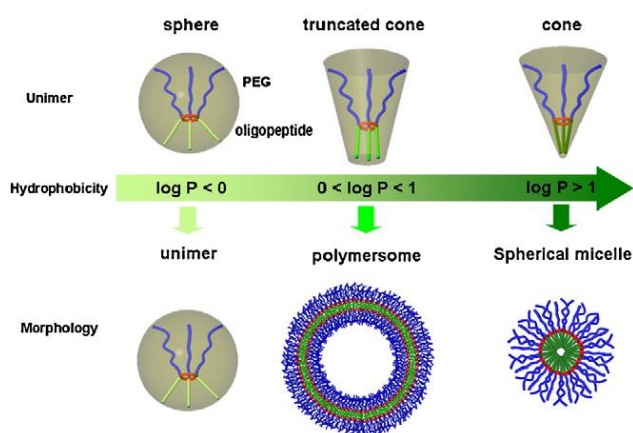 sphere truncated cone cone
Unimer
PEG
oligopeptide
Hydrophobicity log P < 0 0 < log P < 1 log P > 1
unimer polymersome Spherical micelle
Morphology